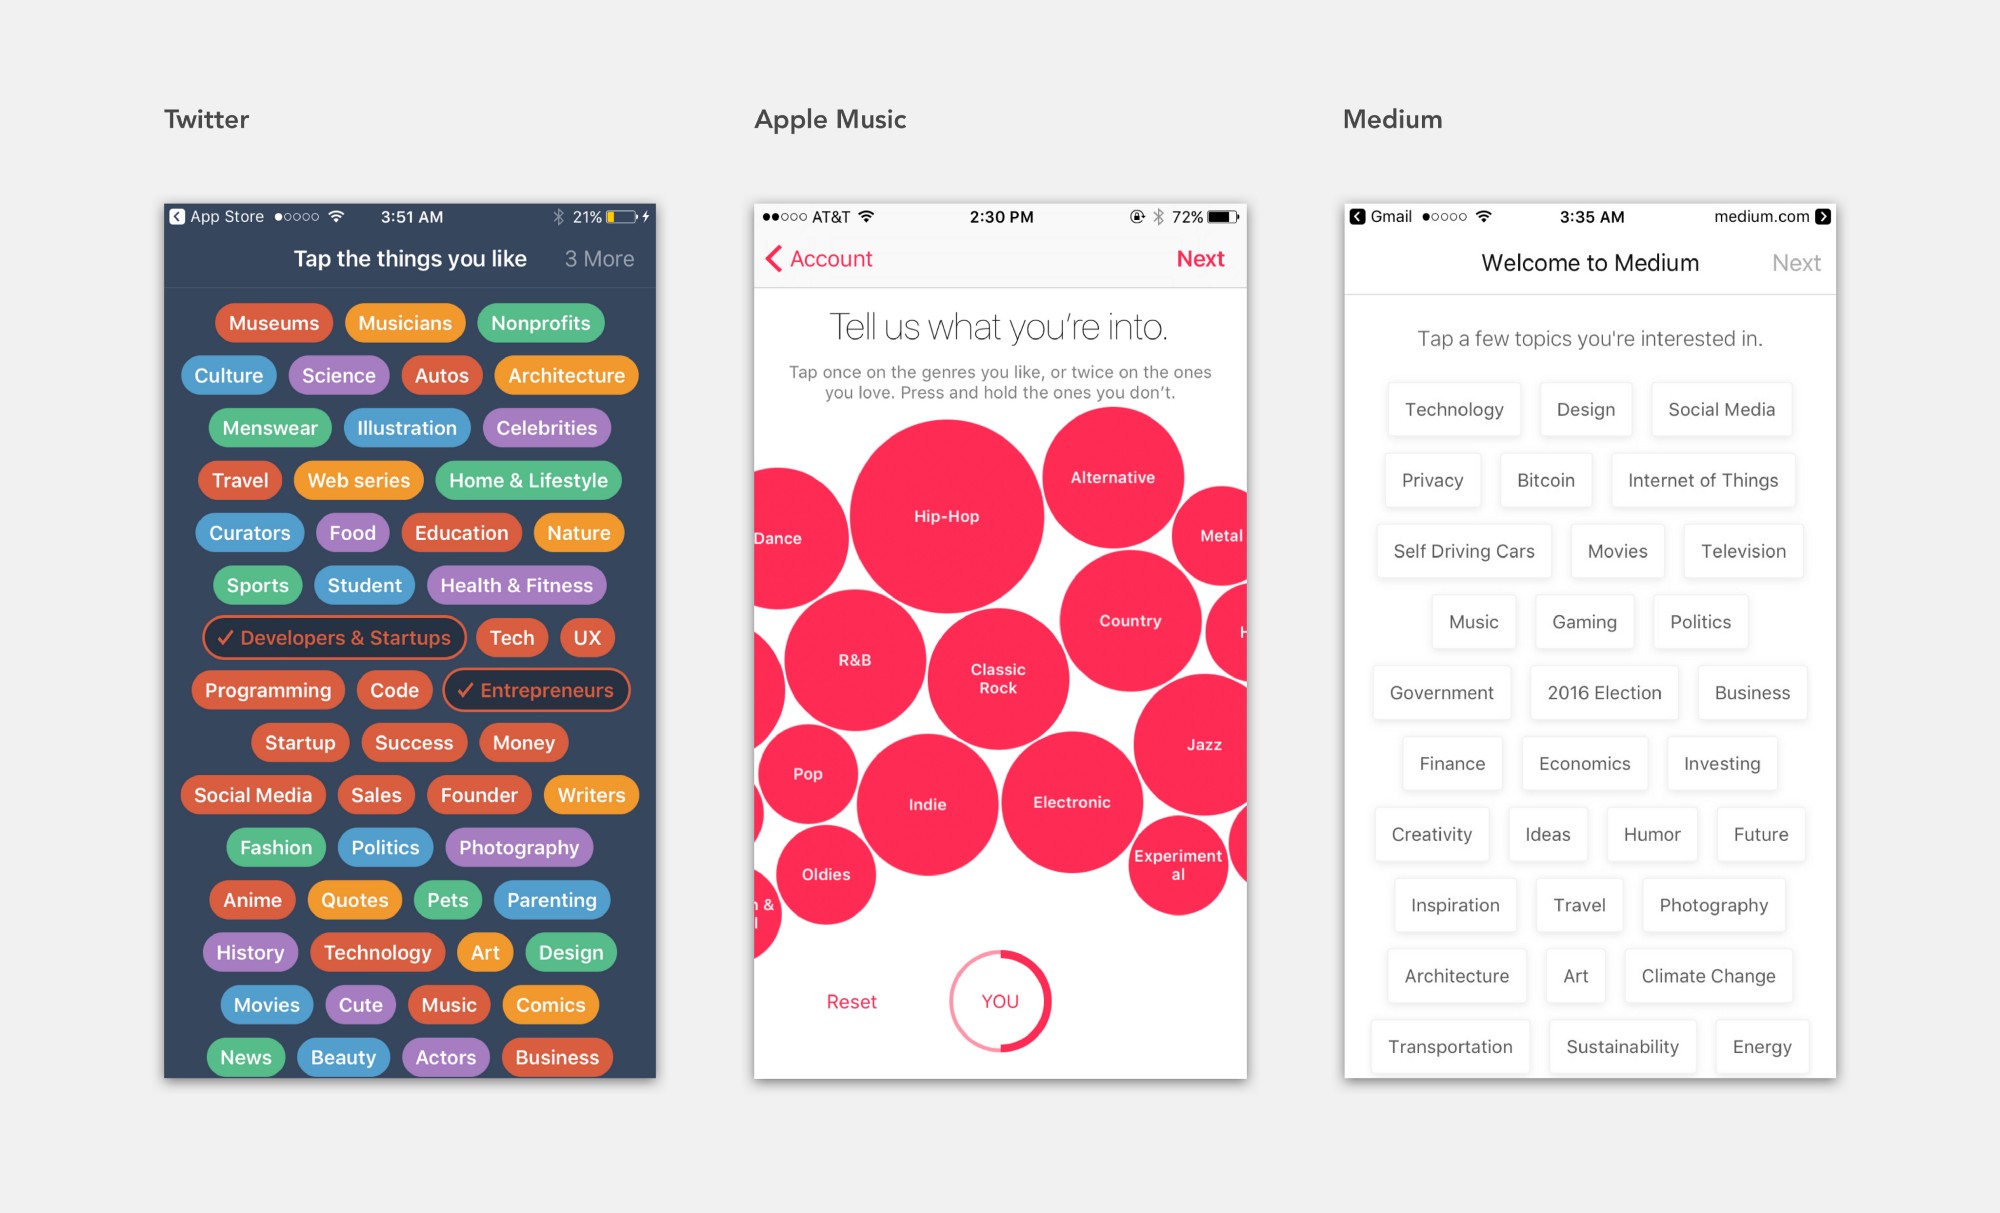 Twitter
App Store 3:51 AM 21%
Tap the things you like 3 More
Museums Musicians Nonprofits
Culture Science Autos Architecture
Menswear Illustration Celebrities
Travel Web series Home & Lifestyle
Curators Food Education Nature
Sports Student Health & Fitness
✓ Developers & Startups Tech UX
Programming Code ✓ Entrepreneurs
Startup Success Money
Social Media Sales Founder Writers
Fashion Politics Photography
Anime Quotes Pets Parenting
History Technology Art Design
Movies Cute Music Comics
News Beauty Actors Business
Apple Music
AT&T 2:30 PM 72%
Account Next
Tell us what you're into.
Tap once on the genres you like, or twice on the ones
you love. Press and hold the ones you don't.
Alternative
Hip-Hop
Metal
Dance
Country
R&B
Classic
Rock
Jazz
Pop
Indie
Electronic
Experiment
al
Oldies
&
Reset
YOU
Medium
Gmail 3:35 AM medium.com
Welcome to Medium Next
Tap a few topics you're interested in.
Technology Design Social Media
Privacy Bitcoin Internet of Things
Self Driving Cars Movies Television
Music Gaming Politics
Government 2016 Election Business
Finance Economics Investing
Creativity Ideas Humor Future
Inspiration Travel Photography
Architecture Art Climate Change
Transportation Sustainability Energy